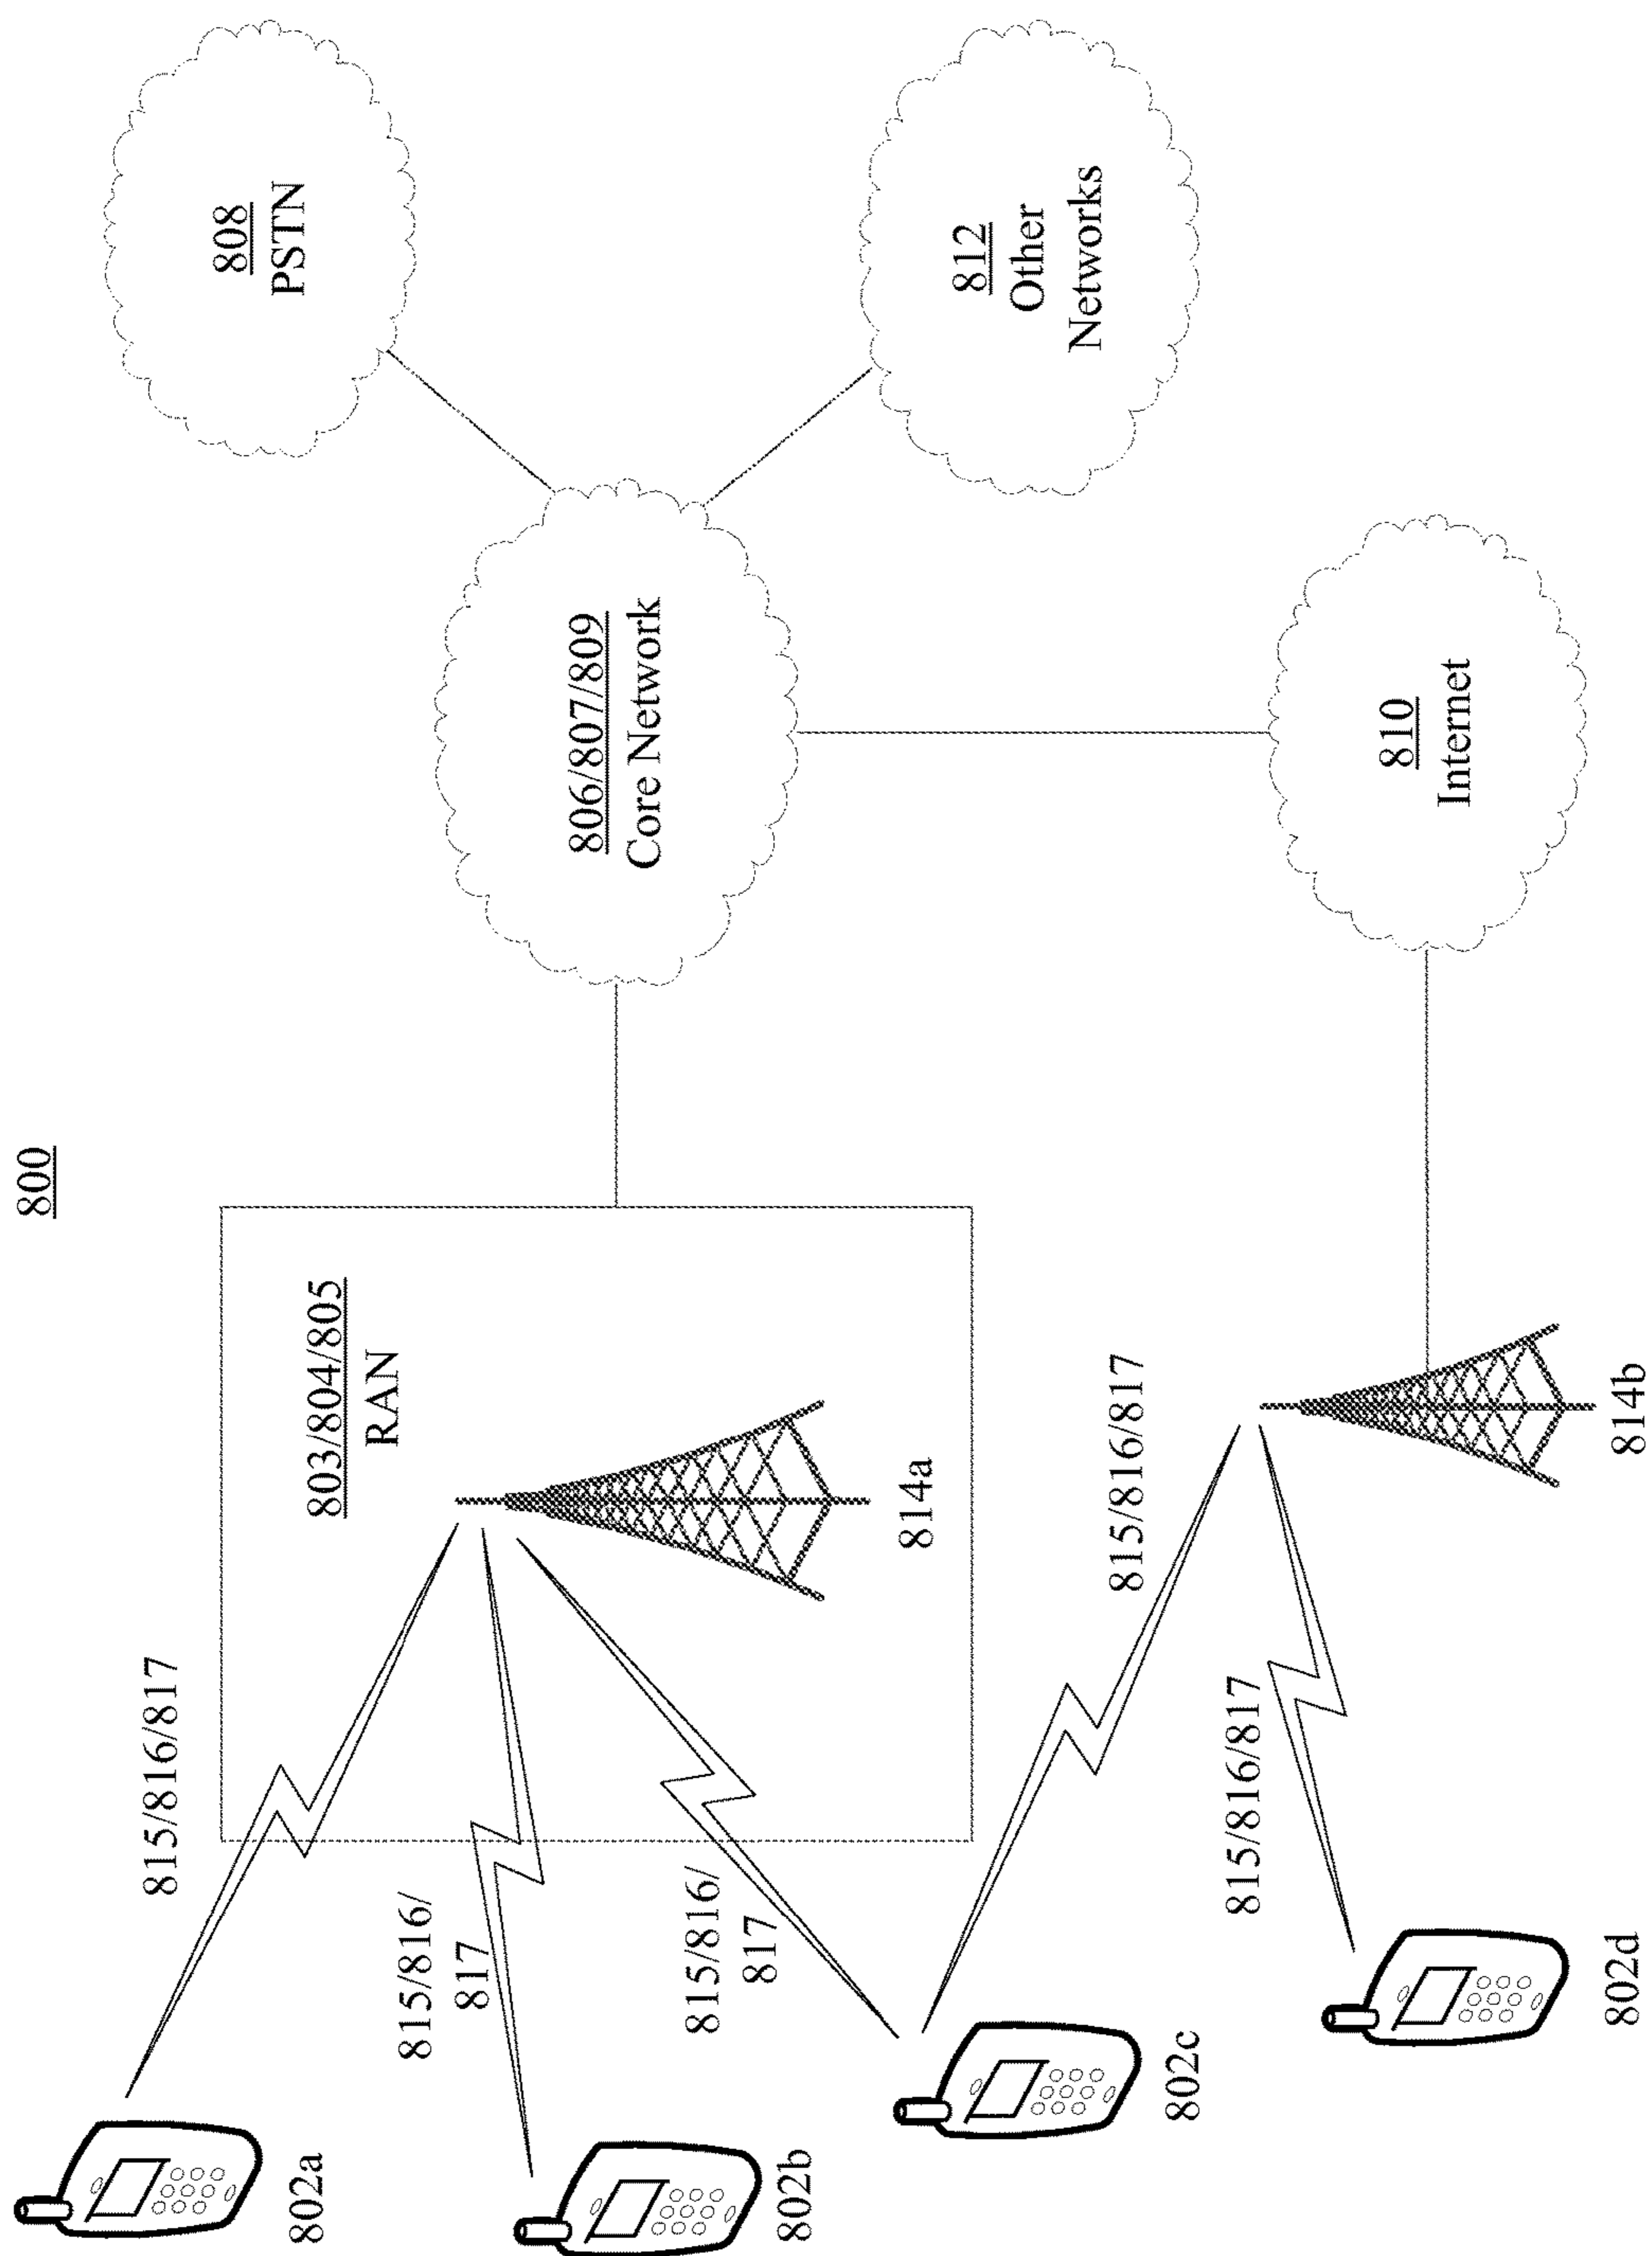 800
808
PSTN
815/816/817
803/804/805
RAN
806/807/809
Core Network
812
Other
Networks
802a
815/816/
817
814a
815/816/
817
802b
815/816/817
810
Internet
802c
815/816/817
814b
802d